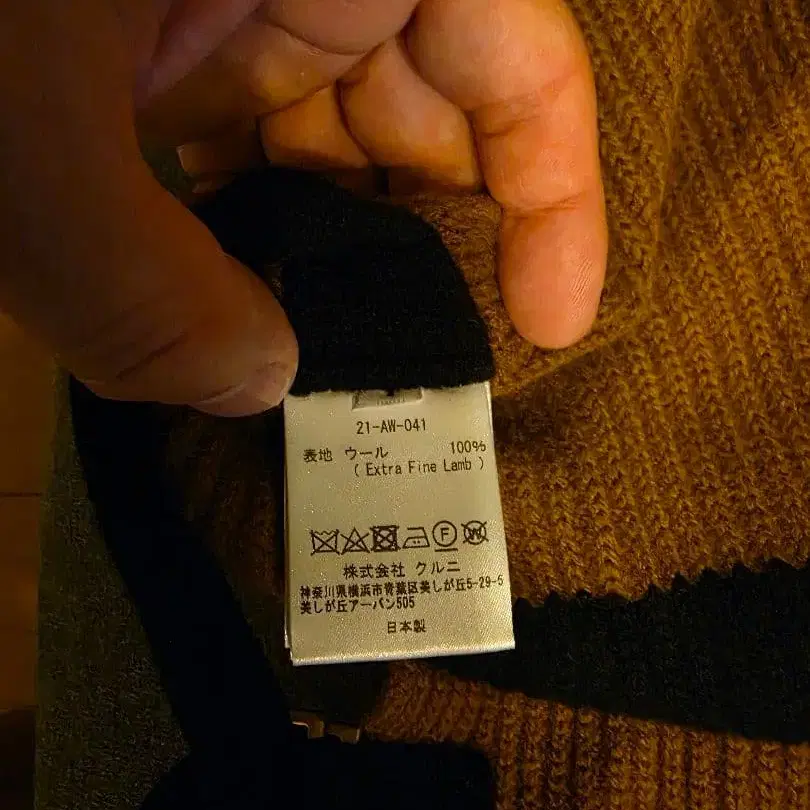 21-AW-041
表地 ウール 100%
( Extra Fine Lamb )
株式会社 クルニ
神奈川県横浜市青葉区美しが丘5-29-5
美しが丘アーバン505
日本製